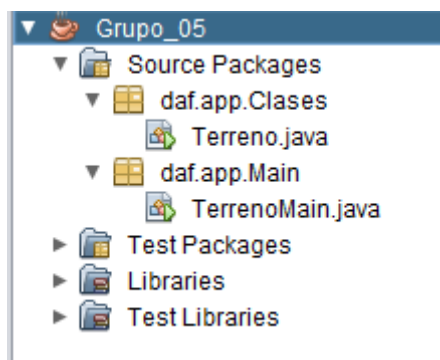 Grupo_05
Source Packages
daf.app.Clases
Terreno.java
daf.app.Main
TerrenoMain.java
Test Packages
Libraries
Test Libraries